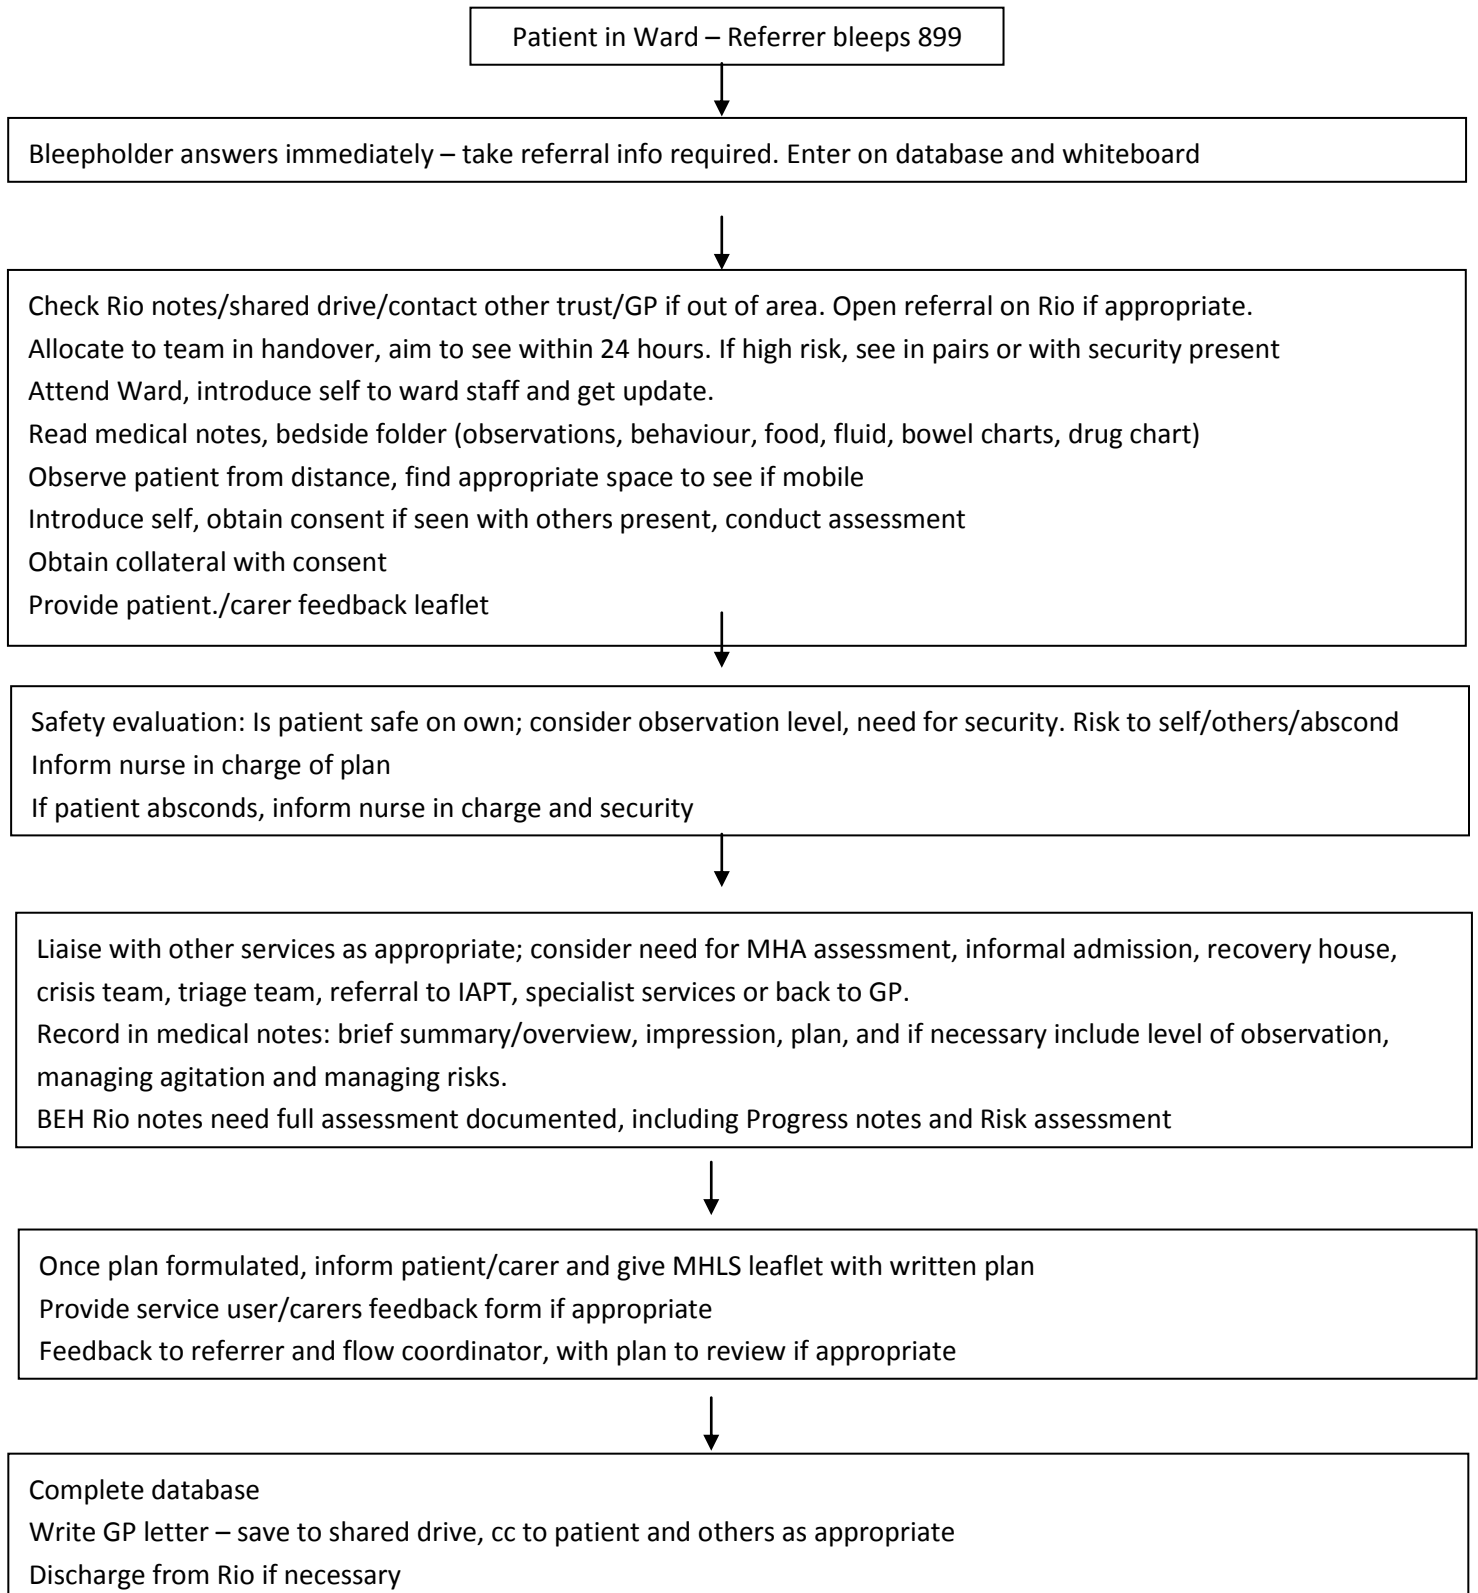 Patient in Ward – Referrer bleeps 899
Bleepholder answers immediately – take referral info required. Enter on database and whiteboard
Check Rio notes/shared drive/contact other trust/GP if out of area. Open referral on Rio if appropriate.
Allocate to team in handover, aim to see within 24 hours. If high risk, see in pairs or with security present
Attend Ward, introduce self to ward staff and get update.
Read medical notes, bedside folder (observations, behaviour, food, fluid, bowel charts, drug chart)
Observe patient from distance, find appropriate space to see if mobile
Introduce self, obtain consent if seen with others present, conduct assessment
Obtain collateral with consent
Provide patient./carer feedback leaflet
Safety evaluation: Is patient safe on own; consider observation level, need for security. Risk to self/others/abscond
Inform nurse in charge of plan
If patient absconds, inform nurse in charge and security
Liaise with other services as appropriate; consider need for MHA assessment, informal admission, recovery house,
crisis team, triage team, referral to IAPT, specialist services or back to GP.
Record in medical notes: brief summary/overview, impression, plan, and if necessary include level of observation,
managing agitation and managing risks.
BEH Rio notes need full assessment documented, including Progress notes and Risk assessment
Once plan formulated, inform patient/carer and give MHLS leaflet with written plan
Provide service user/carers feedback form if appropriate
Feedback to referrer and flow coordinator, with plan to review if appropriate
Complete database
Write GP letter – save to shared drive, cc to patient and others as appropriate
Discharge from Rio if necessary